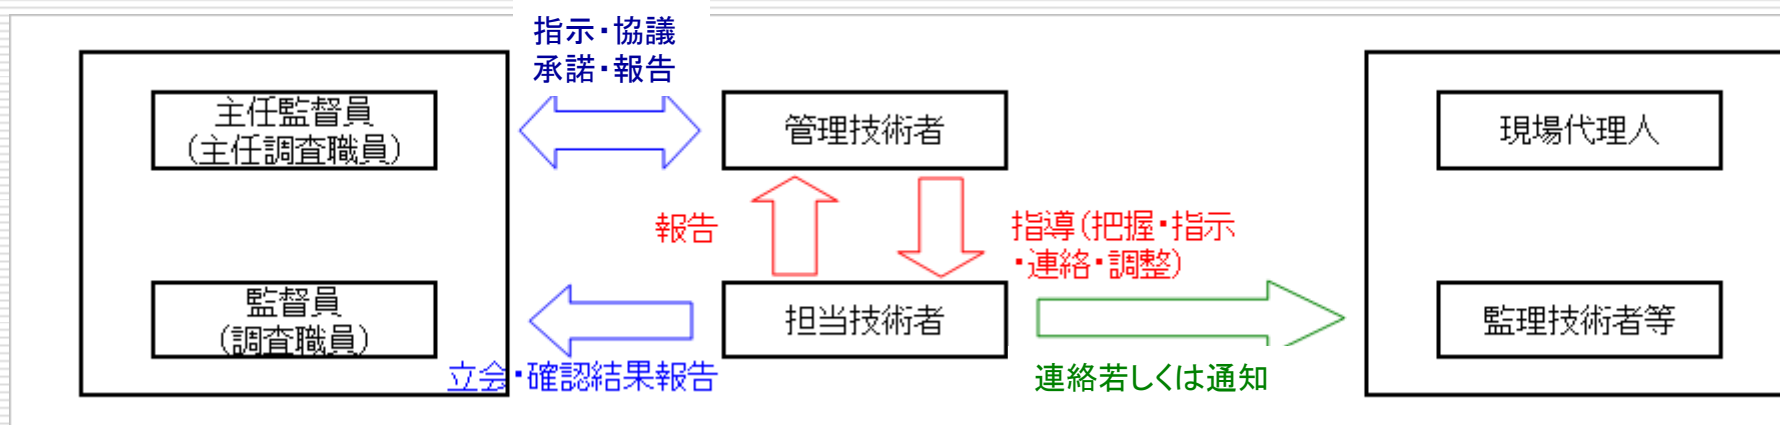 指示・協議
承諾・報告
主任監督員
(主任調査職員)
管理技術者
現場代理人
報告
指導(把握・指示
・連絡・調整)
監督員
(調査職員)
担当技術者
監理技術者等
立会・確認結果報告
連絡若しくは通知